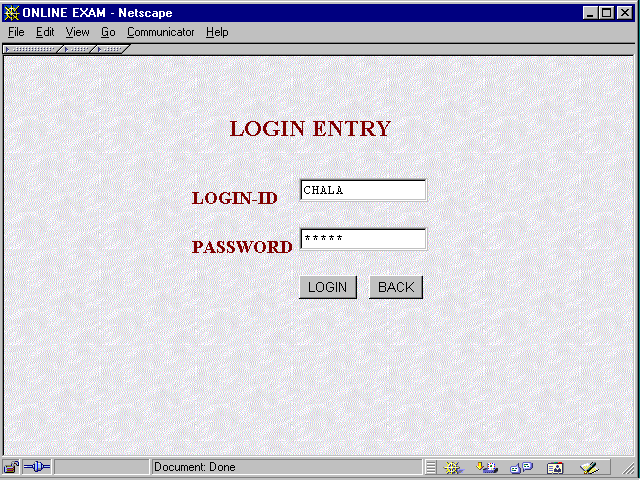 ONLINE EXAM - Netscape
File Edit View Go Communicator Help
LOGIN ENTRY
LOGIN-ID CHALA
PASSWORD *****
LOGIN BACK
Document: Done